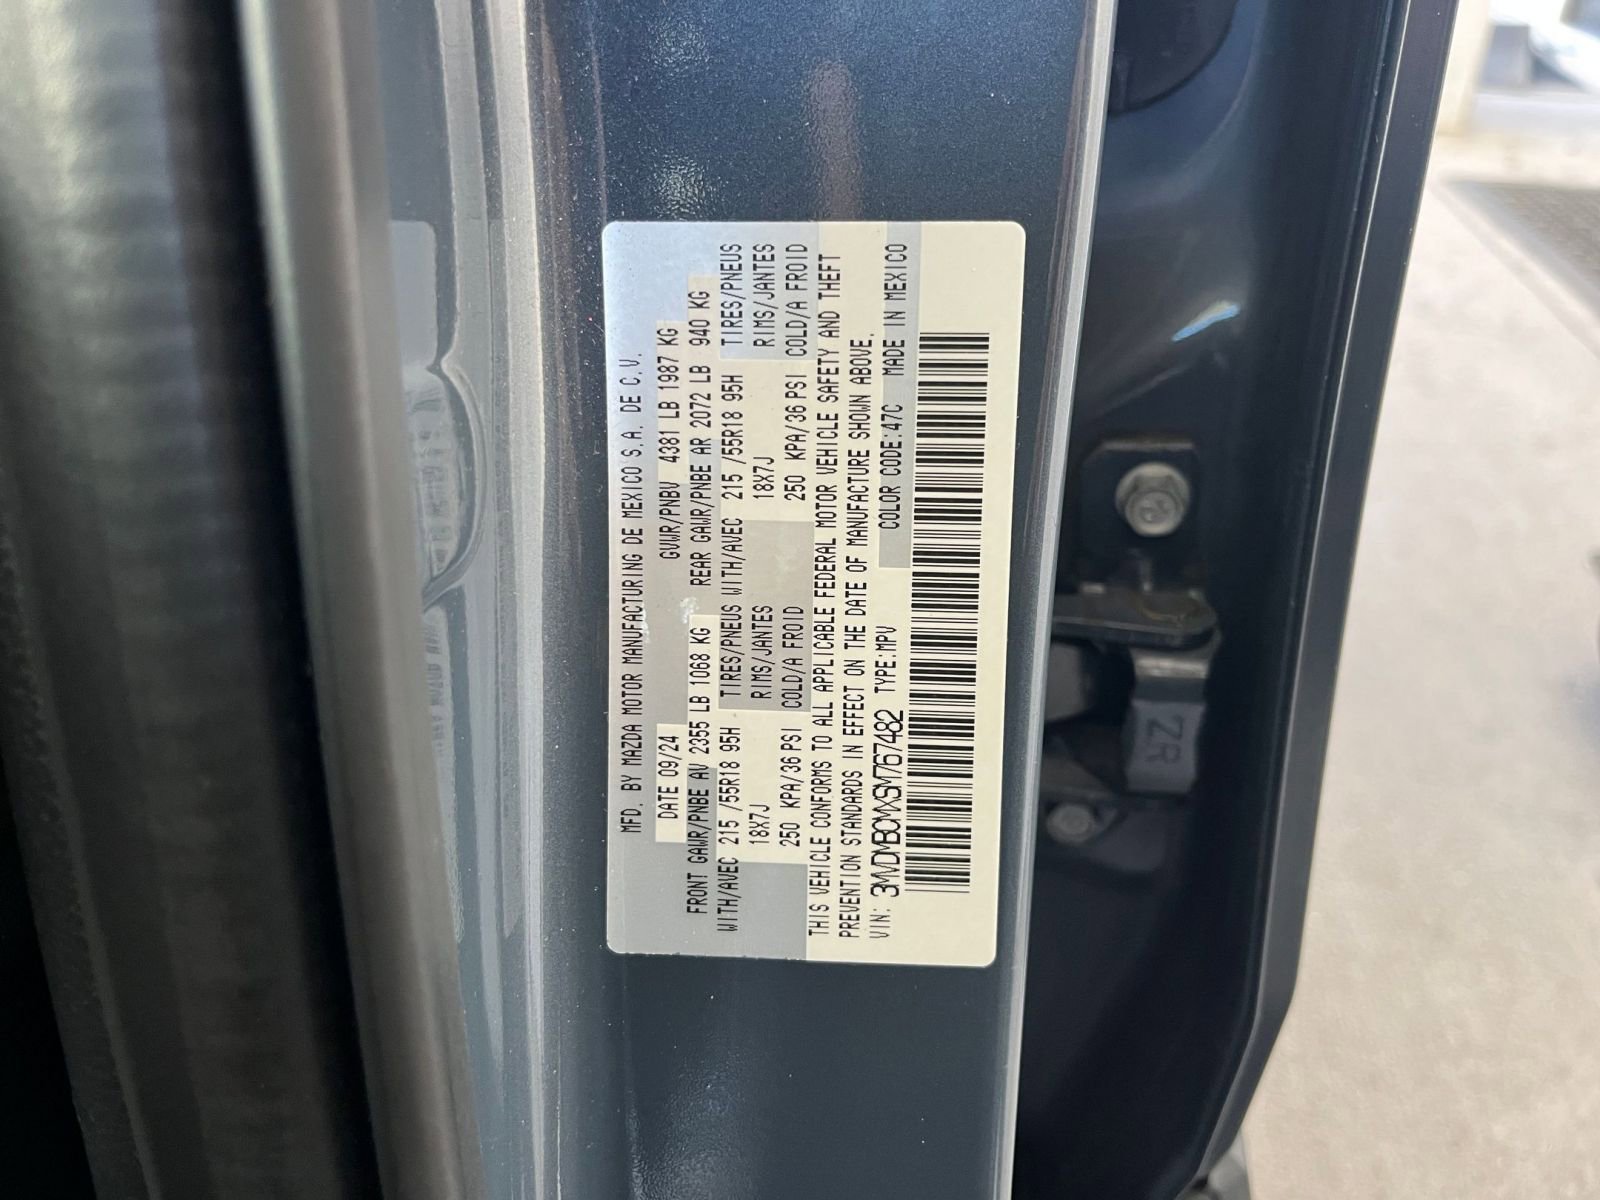 MFD. BY MAZDA MOTOR MANUFACTURING DE MEXICO S.A. DE C.V.
DATE 09/24 GVWR/PNBV 4381 LB 1987 KG
FRONT GAWR/PNBE AV 2355 LB 1068 KG REAR GAWR/PNBE AR 2072 LB 940 KG
WITH/AVEC 215 /55R18 95H TIRES/PNEUS WITH/AVEC 215 /55R18 95H TIRES/PNEUS
18X7J RIMS/JANTES 18X7J RIMS/JANTES
250 KPA/36 PSI COLD/A FROID 250 KPA/36 PSI COLD/A FROID
THIS VEHICLE CONFORMS TO ALL APPLICABLE FEDERAL MOTOR VEHICLE SAFETY AND THEFT
PREVENTION STANDARDS IN EFFECT ON THE DATE OF MANUFACTURE SHOWN ABOVE.
VIN: 3MVDMBCMXSM767482 TYPE:MPV COLOR CODE:47C MADE IN MEXICO